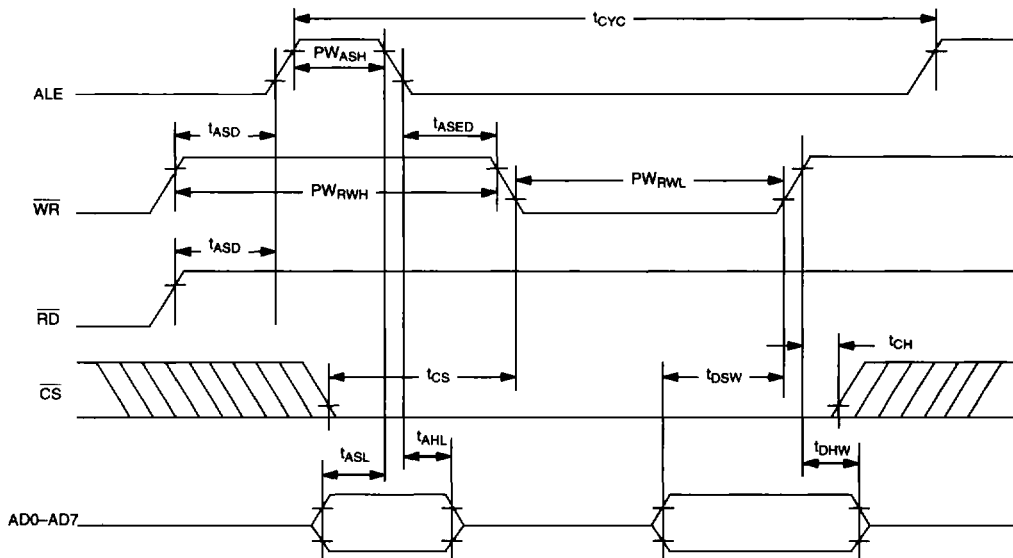 tCYC
PWASH
ALE
tASD
tASED
WR
PWRWH
PWRWL
tASD
RD
tCH
CS
tCS
tDSW
tASL
tAHL
tDHW
AD0–AD7